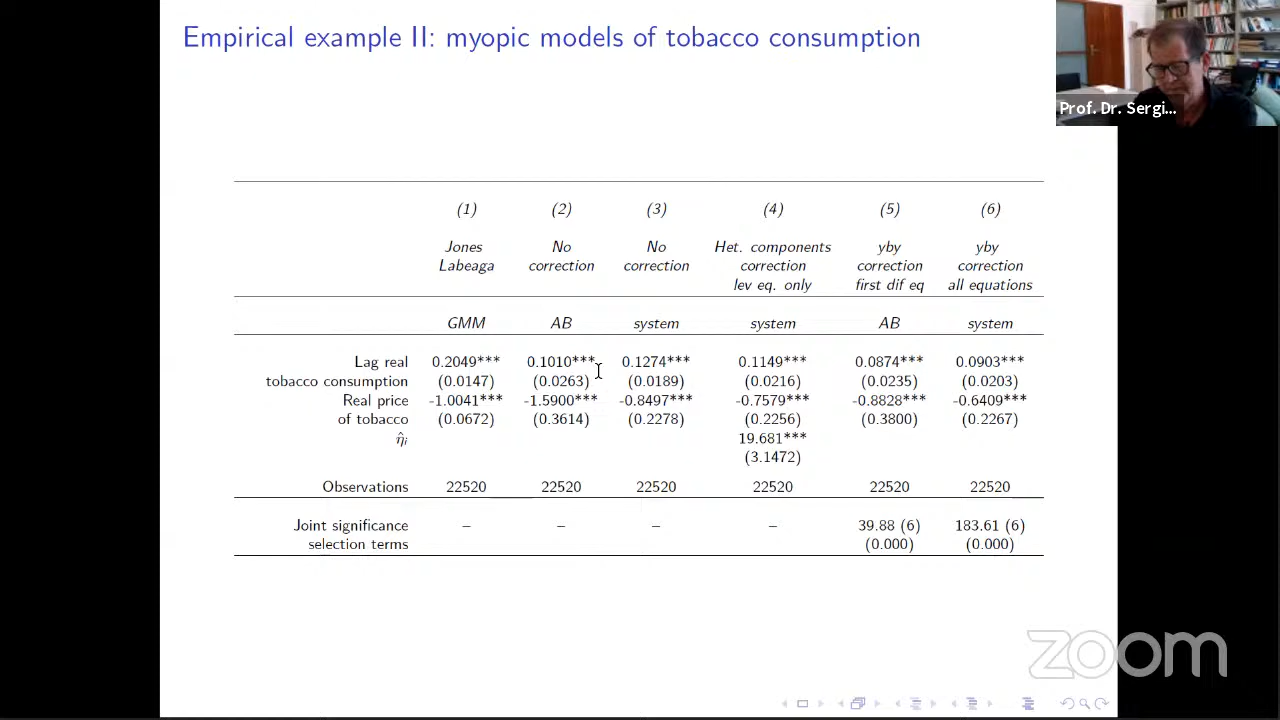 Empirical example II: myopic models of tobacco consumption
Prof. Dr. Sergi...
(1) (2) (3) (4) (5) (6)
Jones No No Het. components yby yby
Labeaga correction correction correction correction correction
lev eq. only first dif eq all equations
GMM AB system system AB system
Lag real 0.2049*** 0.1010*** 0.1274*** 0.1149*** 0.0874*** 0.0903***
tobacco consumption (0.0147) (0.0263) (0.0189) (0.0216) (0.0235) (0.0203)
Real price -1.0041*** -1.5900*** -0.8497*** -0.7579*** -0.8828*** -0.6409***
of tobacco (0.0672) (0.3614) (0.2278) (0.2256) (0.3800) (0.2267)
η̂i 19.681***
(3.1472)
Observations 22520 22520 22520 22520 22520 22520
Joint significance – – – – 39.88 (6) 183.61 (6)
selection terms (0.000) (0.000)
zoom